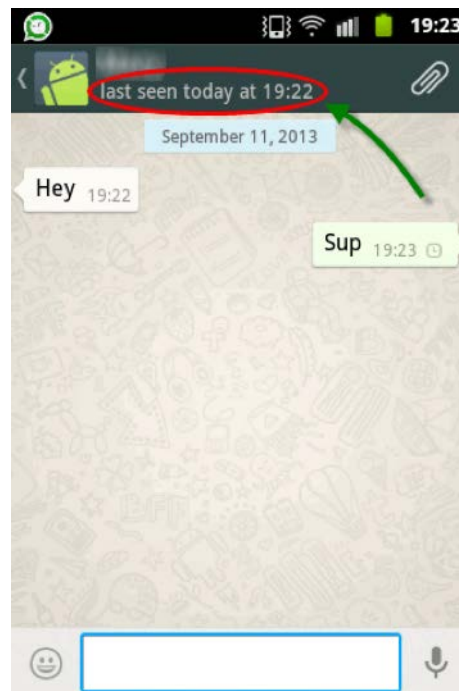 19:23
last seen today at 19:22
September 11, 2013
Hey 19:22
Sup 19:23